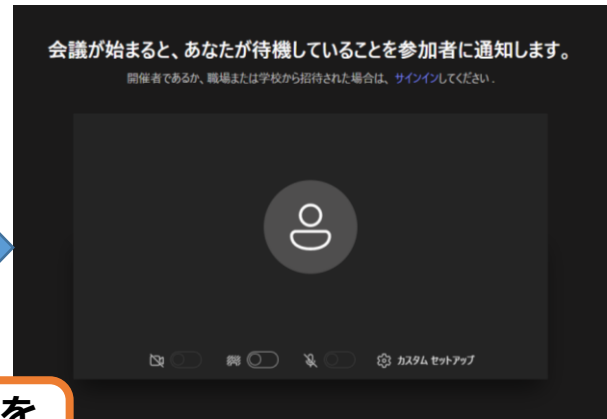 会議が始まると、あなたが待機していることを参加者に通知します。
開催者であるか、職場または学校から招待された場合は、サインインしてください.
カスタム セットアップ
を